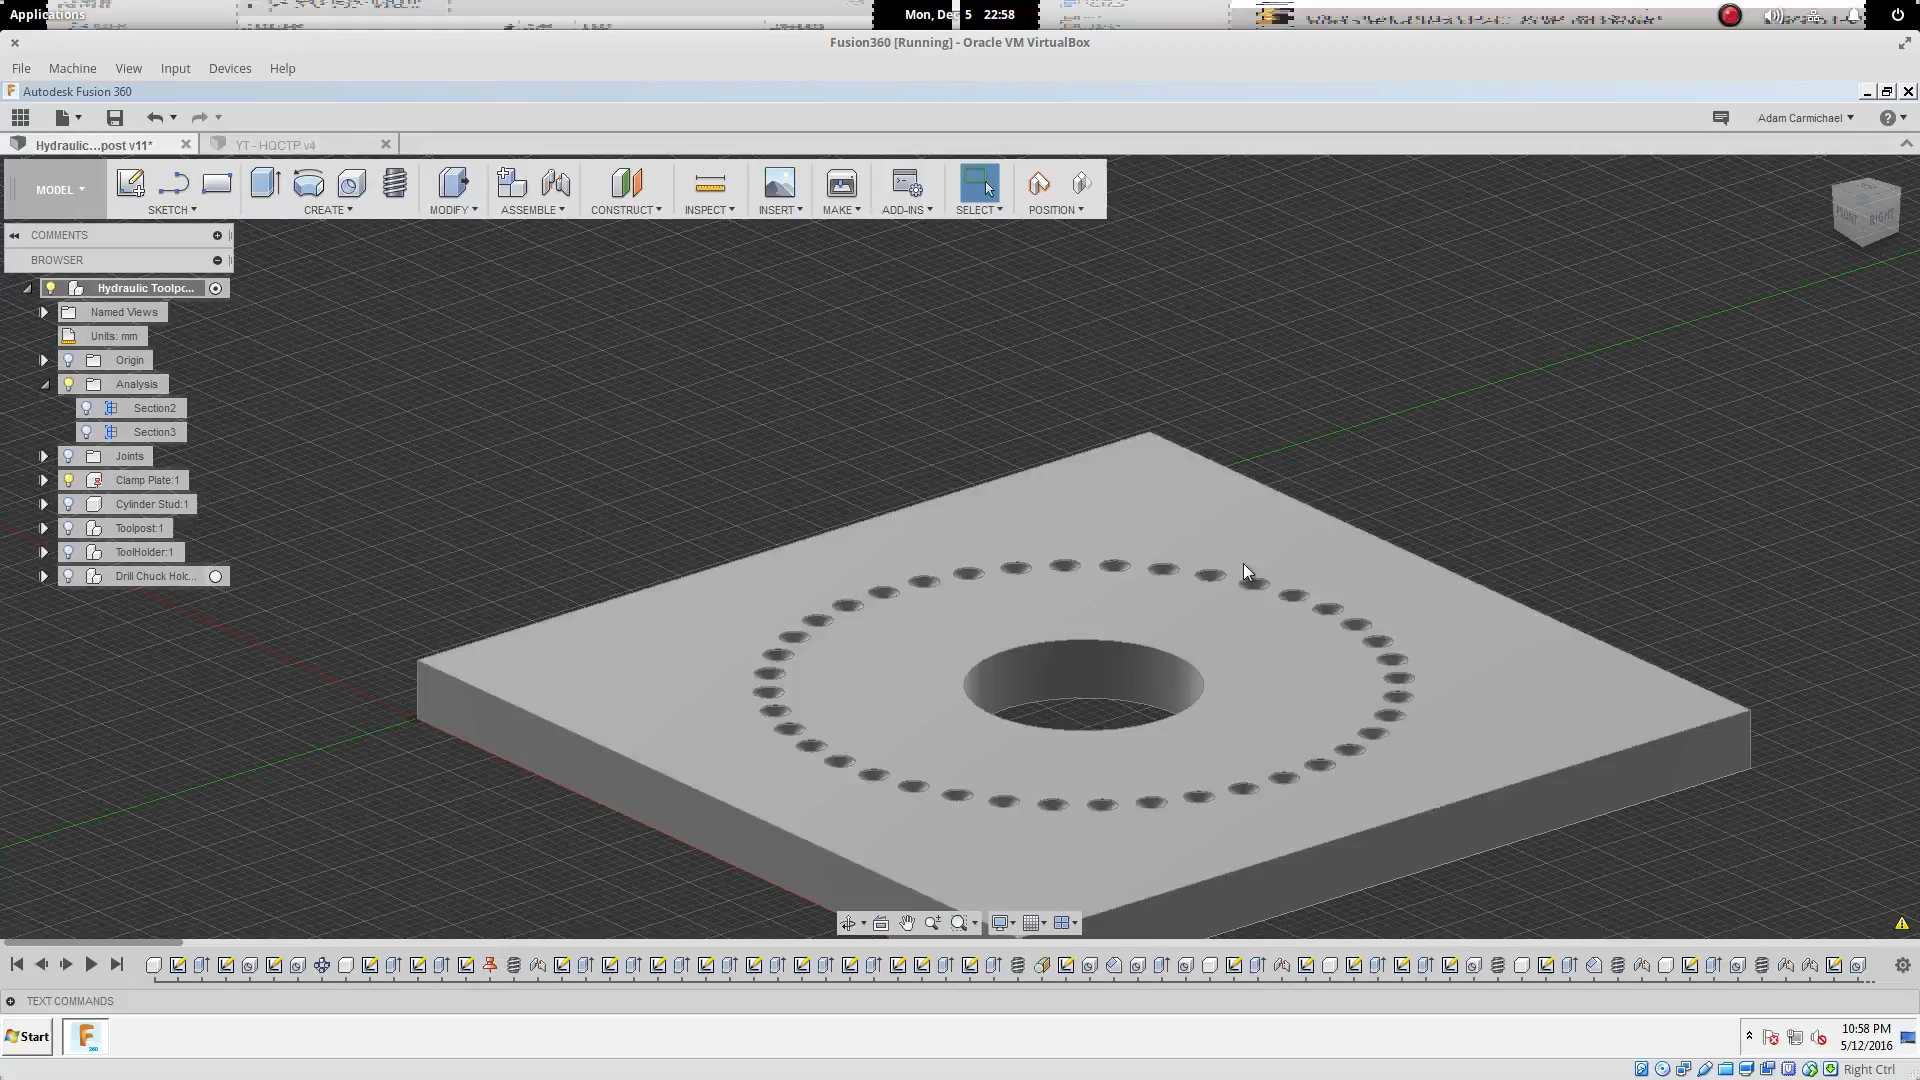 Applications
Mon, Dec 5 22:58
Fusion360 [Running] - Oracle VM VirtualBox
File Machine View Input Devices Help
Autodesk Fusion 360
Adam Carmichael
Hydraulic...post v11*
YT - HQCTP v4
MODEL
SKETCH CREATE MODIFY ASSEMBLE CONSTRUCT INSPECT INSERT MAKE ADD-INS SELECT POSITION
FRONT RIGHT
COMMENTS
BROWSER
Hydraulic Toolpc...
Named Views
Units: mm
Origin
Analysis
Section2
Section3
Joints
Clamp Plate:1
Cylinder Stud:1
Toolpost:1
ToolHolder:1
Drill Chuck Holc...
TEXT COMMANDS
Start
10:58 PM
5/12/2016
Right Ctrl